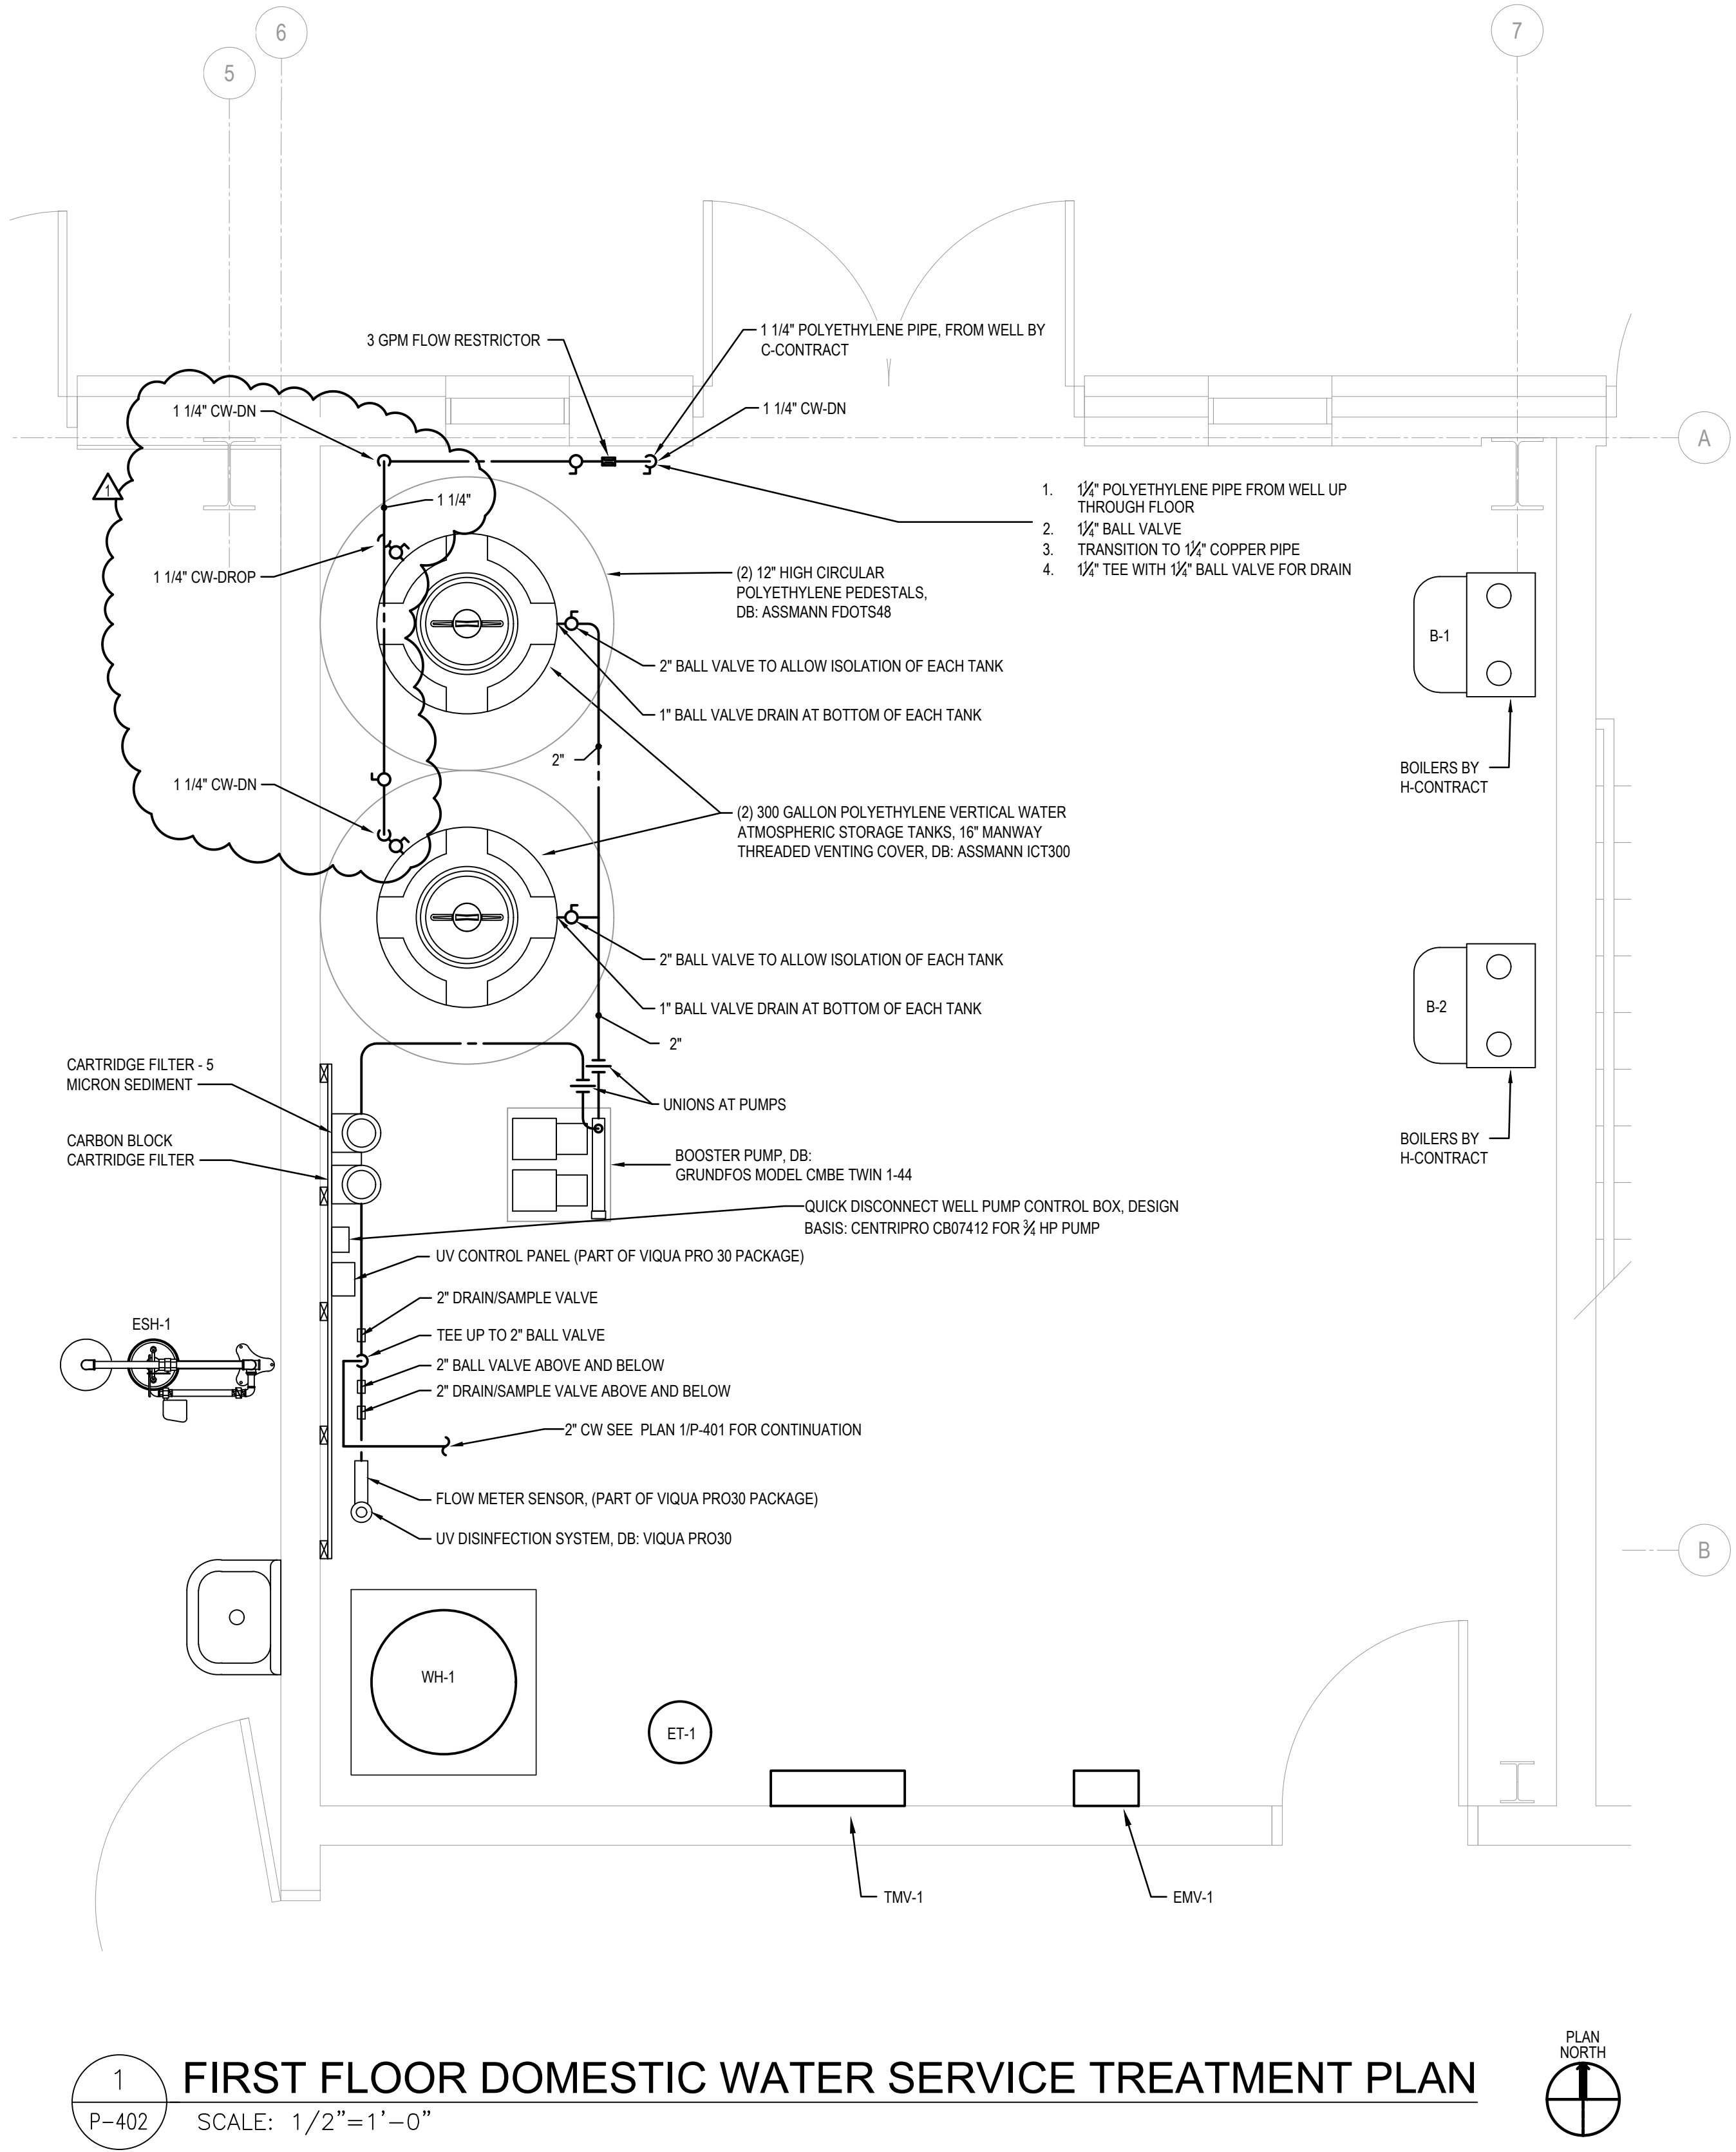 6
7
5
3 GPM FLOW RESTRICTOR
1 1/4" POLYETHYLENE PIPE, FROM WELL BY
C-CONTRACT
1 1/4" CW-DN
1 1/4" CW-DN
A
1
1 1/4"
1. 1¼" POLYETHYLENE PIPE FROM WELL UP
THROUGH FLOOR
2. 1¼" BALL VALVE
3. TRANSITION TO 1¼" COPPER PIPE
4. 1¼" TEE WITH 1¼" BALL VALVE FOR DRAIN
1 1/4" CW-DROP
(2) 12" HIGH CIRCULAR
POLYETHYLENE PEDESTALS,
DB: ASSMANN FDOTS48
B-1
2" BALL VALVE TO ALLOW ISOLATION OF EACH TANK
1" BALL VALVE DRAIN AT BOTTOM OF EACH TANK
2"
BOILERS BY
H-CONTRACT
1 1/4" CW-DN
(2) 300 GALLON POLYETHYLENE VERTICAL WATER
ATMOSPHERIC STORAGE TANKS, 16" MANWAY
THREADED VENTING COVER, DB: ASSMANN ICT300
2" BALL VALVE TO ALLOW ISOLATION OF EACH TANK
1" BALL VALVE DRAIN AT BOTTOM OF EACH TANK
B-2
2"
CARTRIDGE FILTER - 5
MICRON SEDIMENT
UNIONS AT PUMPS
CARBON BLOCK
CARTRIDGE FILTER
BOILERS BY
H-CONTRACT
BOOSTER PUMP, DB:
GRUNDFOS MODEL CMBE TWIN 1-44
QUICK DISCONNECT WELL PUMP CONTROL BOX, DESIGN
BASIS: CENTRIPRO CB07412 FOR ¾ HP PUMP
UV CONTROL PANEL (PART OF VIQUA PRO 30 PACKAGE)
2" DRAIN/SAMPLE VALVE
ESH-1
TEE UP TO 2" BALL VALVE
2" BALL VALVE ABOVE AND BELOW
2" DRAIN/SAMPLE VALVE ABOVE AND BELOW
2" CW SEE PLAN 1/P-401 FOR CONTINUATION
FLOW METER SENSOR, (PART OF VIQUA PRO30 PACKAGE)
UV DISINFECTION SYSTEM, DB: VIQUA PRO30
B
WH-1
ET-1
TMV-1
EMV-1
PLAN
NORTH
1
P-402
FIRST FLOOR DOMESTIC WATER SERVICE TREATMENT PLAN
SCALE: 1/2"=1'-0"